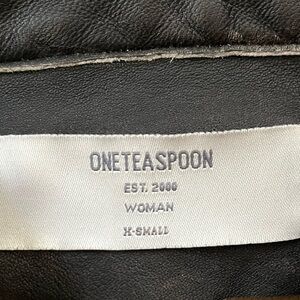 ONETEASPOON
EST. 2000
WOMAN
X-SMALL